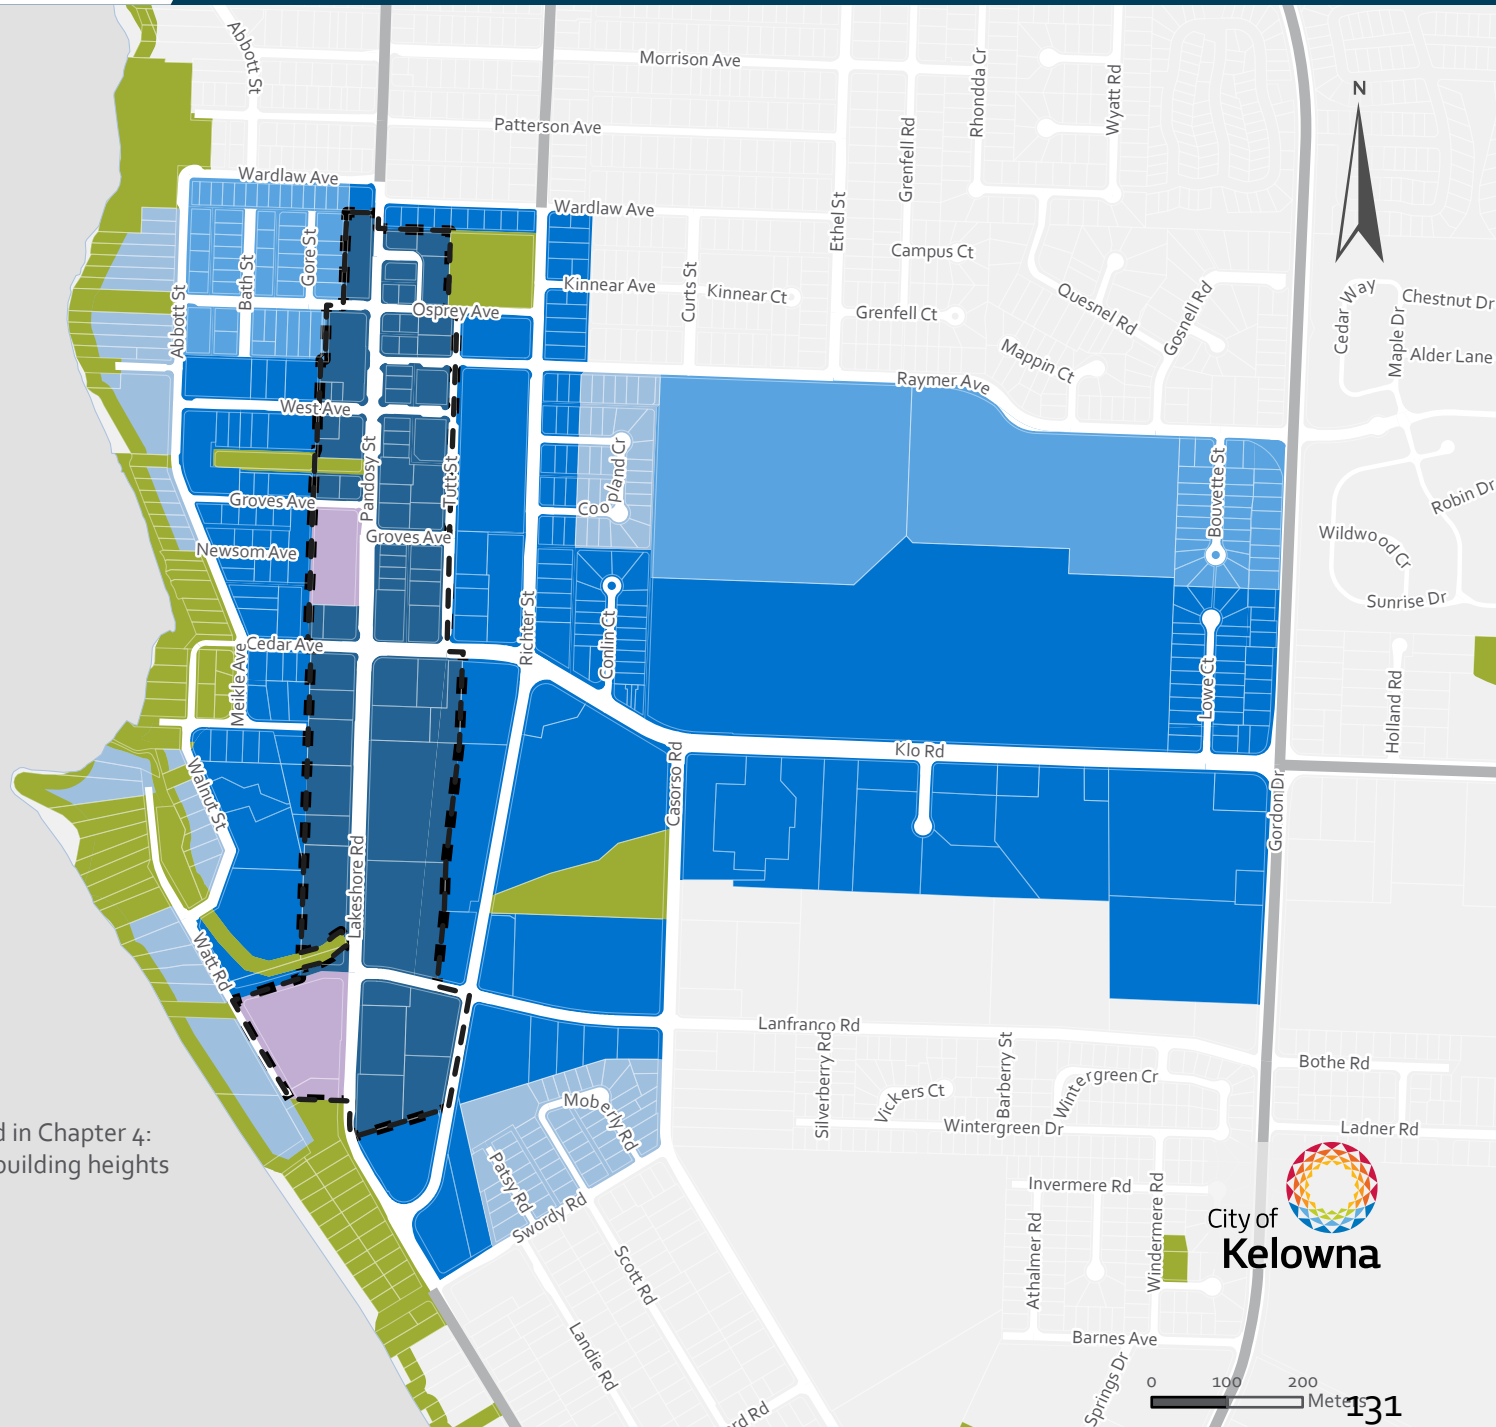 Abbott St
Morrison Ave
Rhondda Cr
Wyatt Rd
N
Patterson Ave
Grenfell Rd
Wardlaw Ave
Wardlaw Ave
Ethel St
Gore St
Bath St
Campus Ct
Kinnear Ave
Kinnear Ct
Curts St
Quesnel Rd
Gosnell Rd
Cedar Way
Chestnut Dr
Abbott St
Osprey Ave
Grenfell Ct
Maple Dr
Mappin Ct
Alder Lane
Raymer Ave
West Ave
Pandosy St
Tutt St
Copland Cr
Bouvette St
Robin Dr
Groves Ave
Groves Ave
Newsom Ave
Wildwood Cr
Sunrise Dr
Richter St
Conlin Ct
Cedar Ave
Meikle Ave
Lowe Ct
Holland Rd
Klo Rd
Walnut St
Casorso Rd
Gordon Dr
Lakeshore Rd
Watt Rd
Lanfranco Rd
Silverberry Rd
Barberry St
Bothe Rd
Vickers Ct
Wintergreen Cr
Moberly Rd
Wintergreen Dr
Ladner Rd
d in Chapter 4:
building heights
Patsy Rd
Swordy Rd
Invermere Rd
Windermere Rd
Athalmer Rd
City of
Kelowna
Scott Rd
Landie Rd
Barnes Ave
Springs Dr
rd Rd
0 100 200
Meters
131